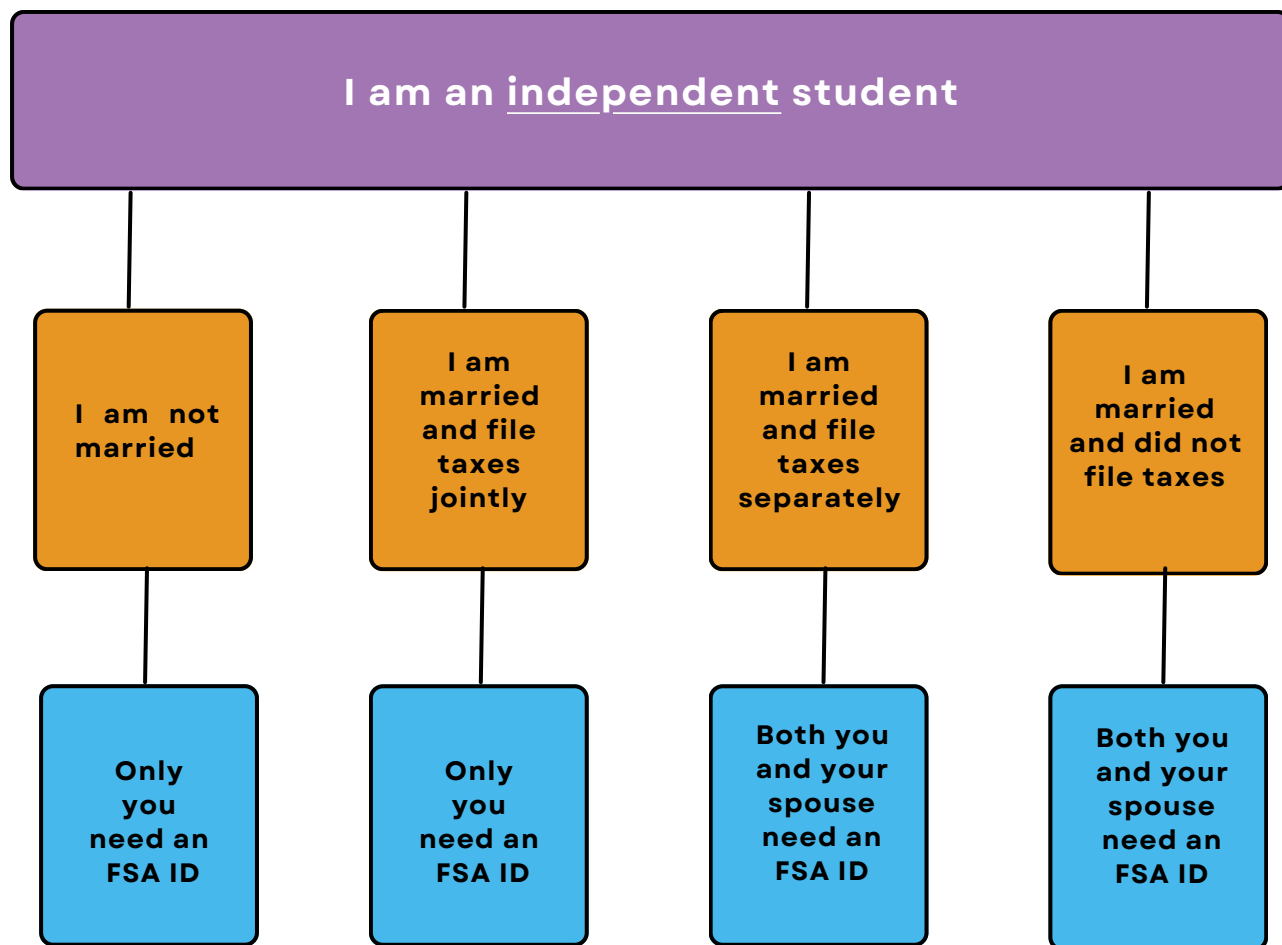 I am an independent student
I am not
married
I am
married
and file
taxes
jointly
I am
married
and file
taxes
separately
I am
married
and did not
file taxes
Only
you
need an
FSA ID
Only
you
need an
FSA ID
Both you
and your
spouse
need an
FSA ID
Both you
and your
spouse
need an
FSA ID